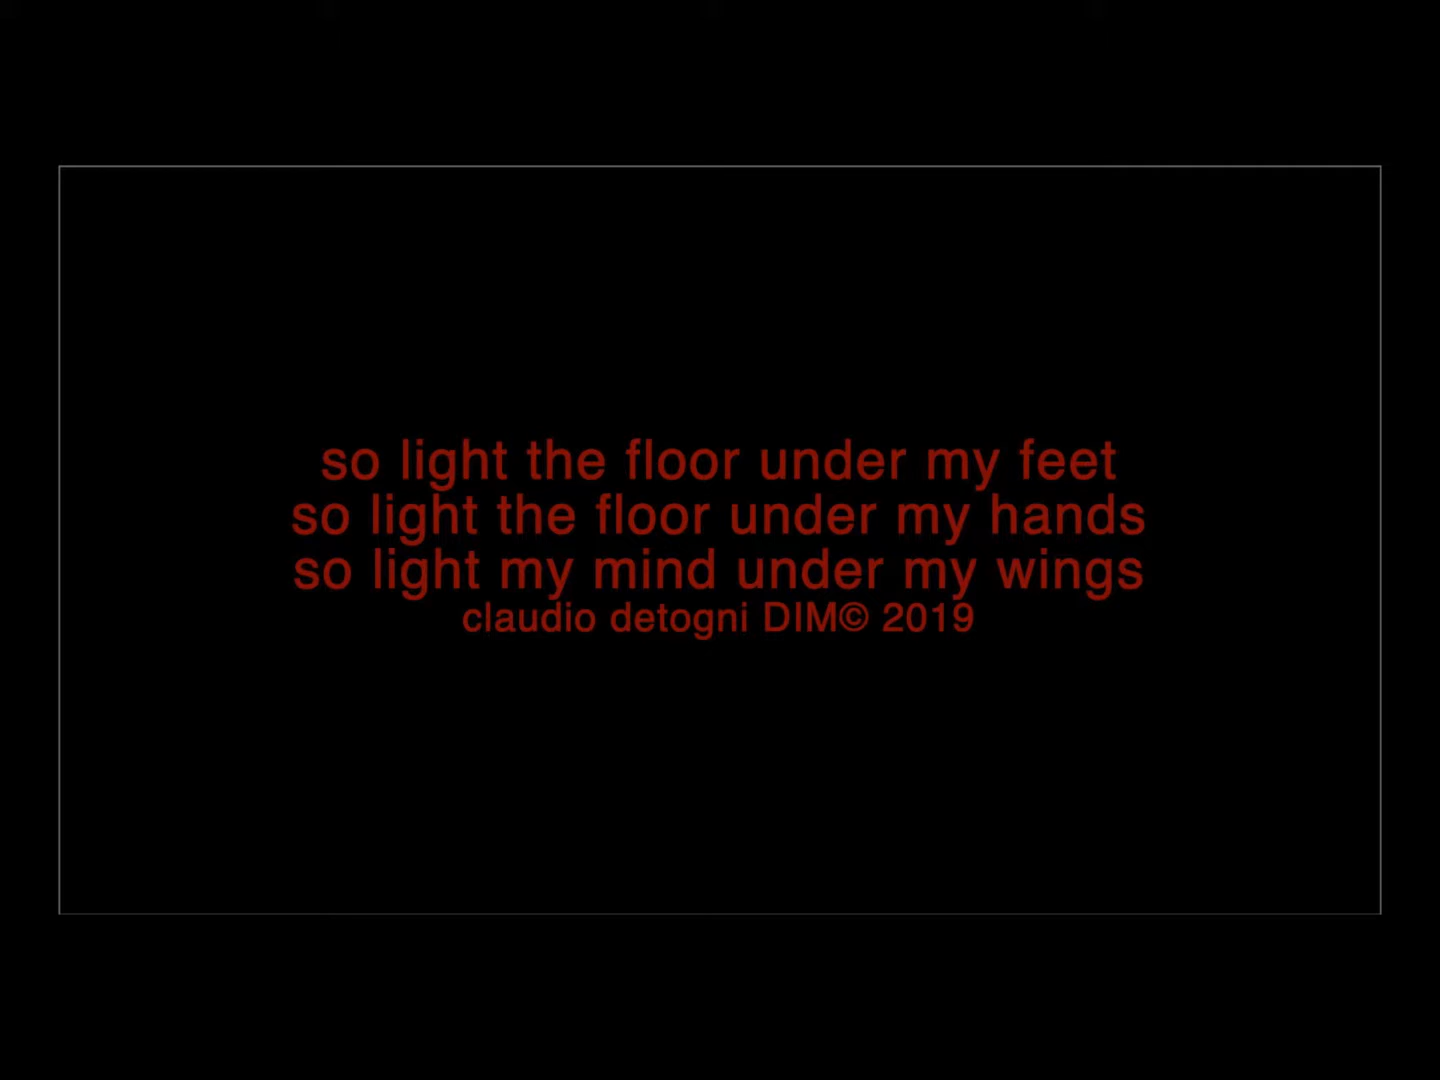 so light the floor under my feet
so light the floor under my hands
so light my mind under my wings
claudio detogni DIM© 2019